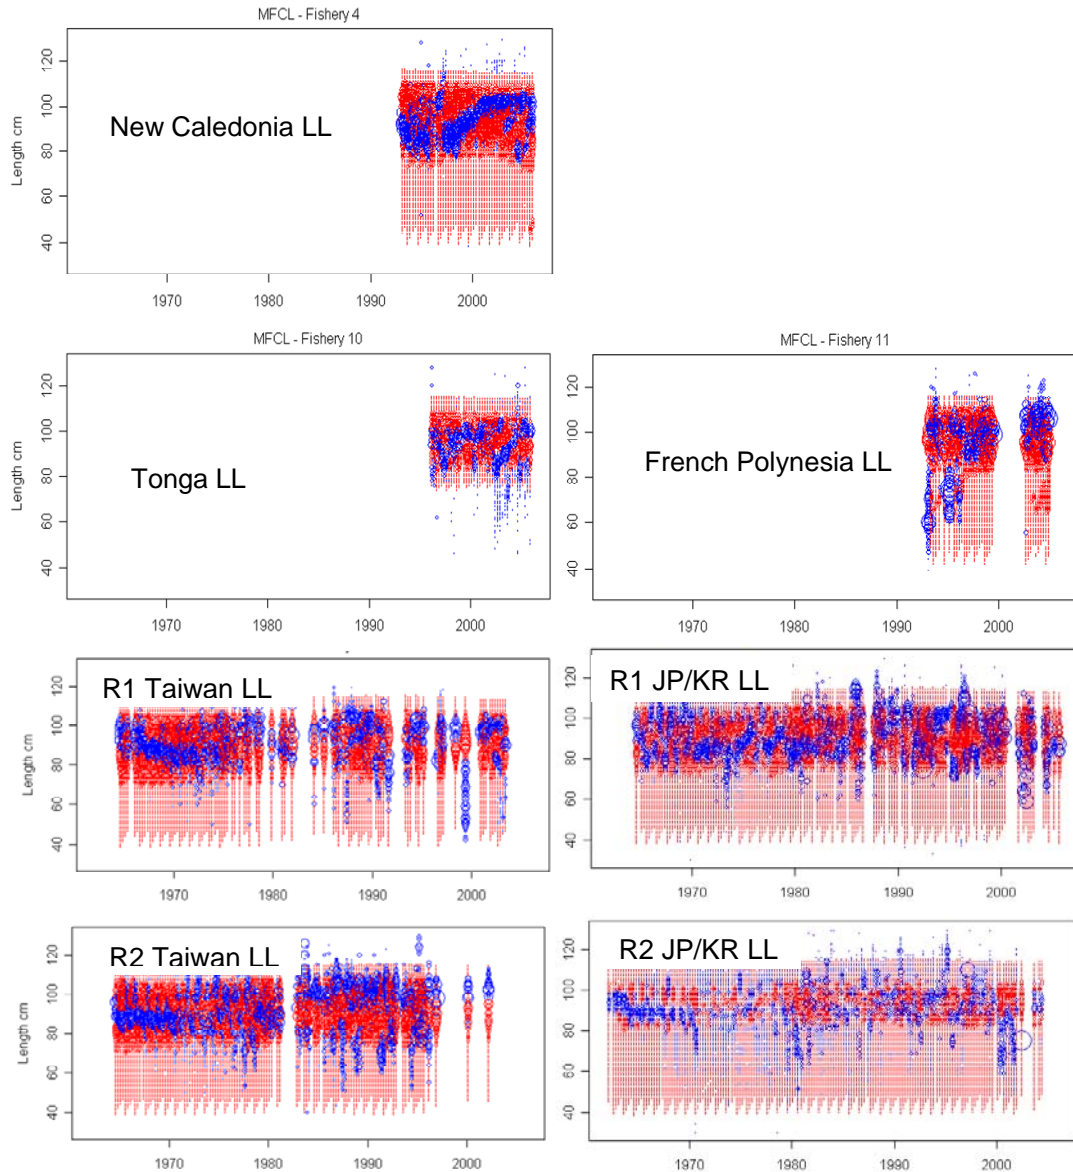 MFCL - Fishery 4
120
100
80
60
40
Length cm
New Caledonia LL
1970 1980 1990 2000
MFCL - Fishery 10
120
100
80
60
40
Length cm
Tonga LL
1970 1980 1990 2000
MFCL - Fishery 11
120
100
80
60
40
French Polynesia LL
1970 1980 1990 2000
R1 Taiwan LL
120
100
80
60
40
Length cm
1970 1980 1990 2000
R1 JP/KR LL
120
100
80
60
40
1970 1980 1990 2000
R2 Taiwan LL
120
100
80
60
40
Length cm
1970 1980 1990 2000
R2 JP/KR LL
120
100
80
60
40
1970 1980 1990 2000